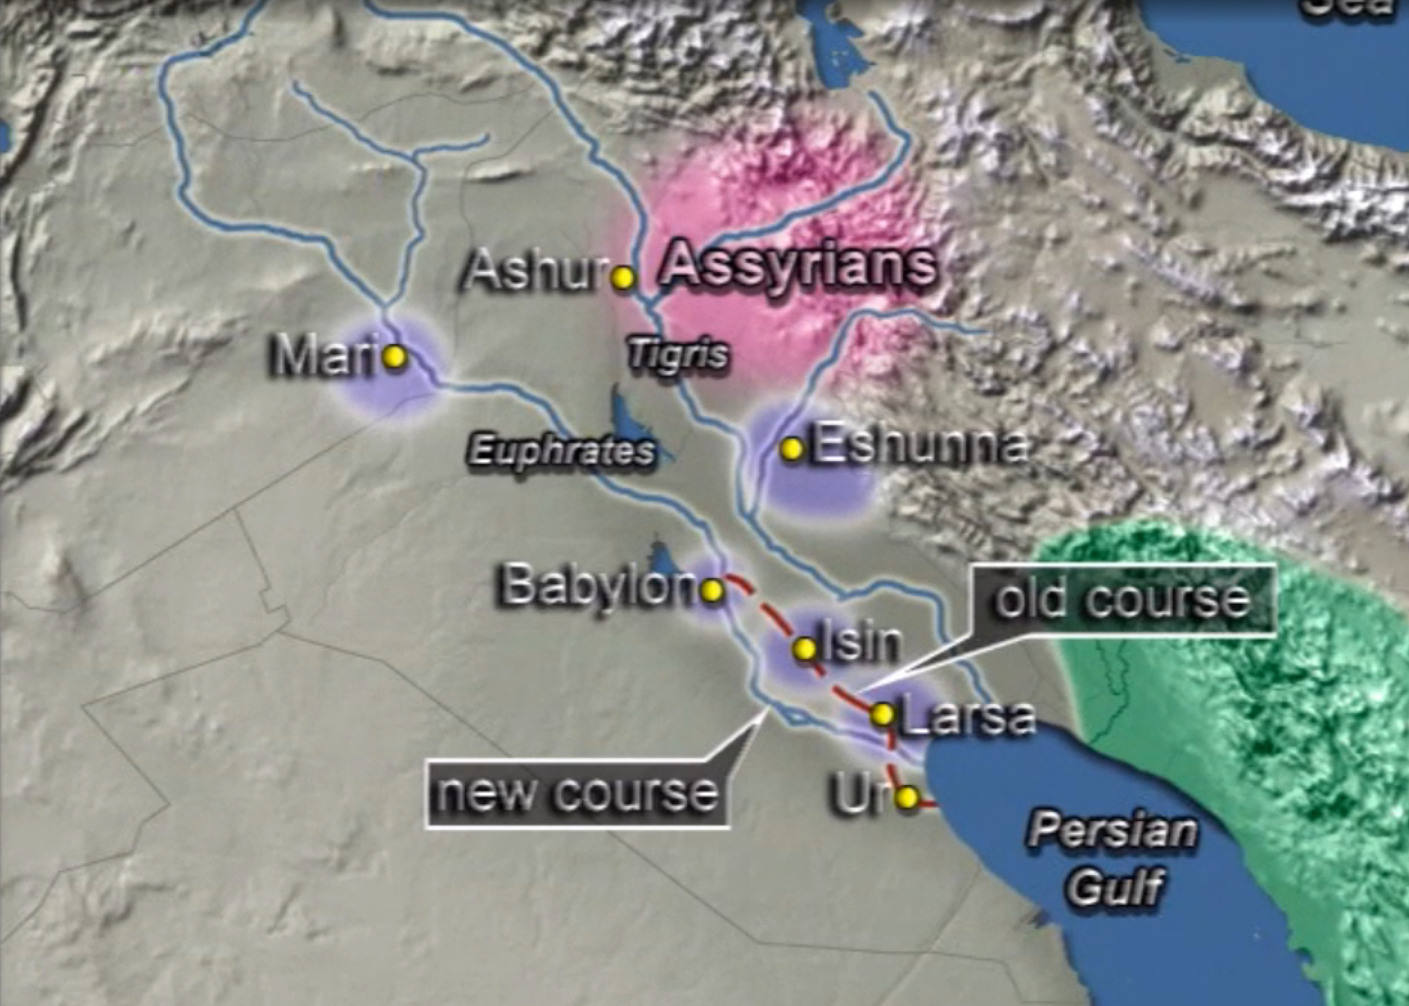 Sea
Ashur
Assyrians
Mari
Tigris
Euphrates
Eshunna
Babylon
old course
Isin
Larsa
new course
Ur
Persian
Gulf